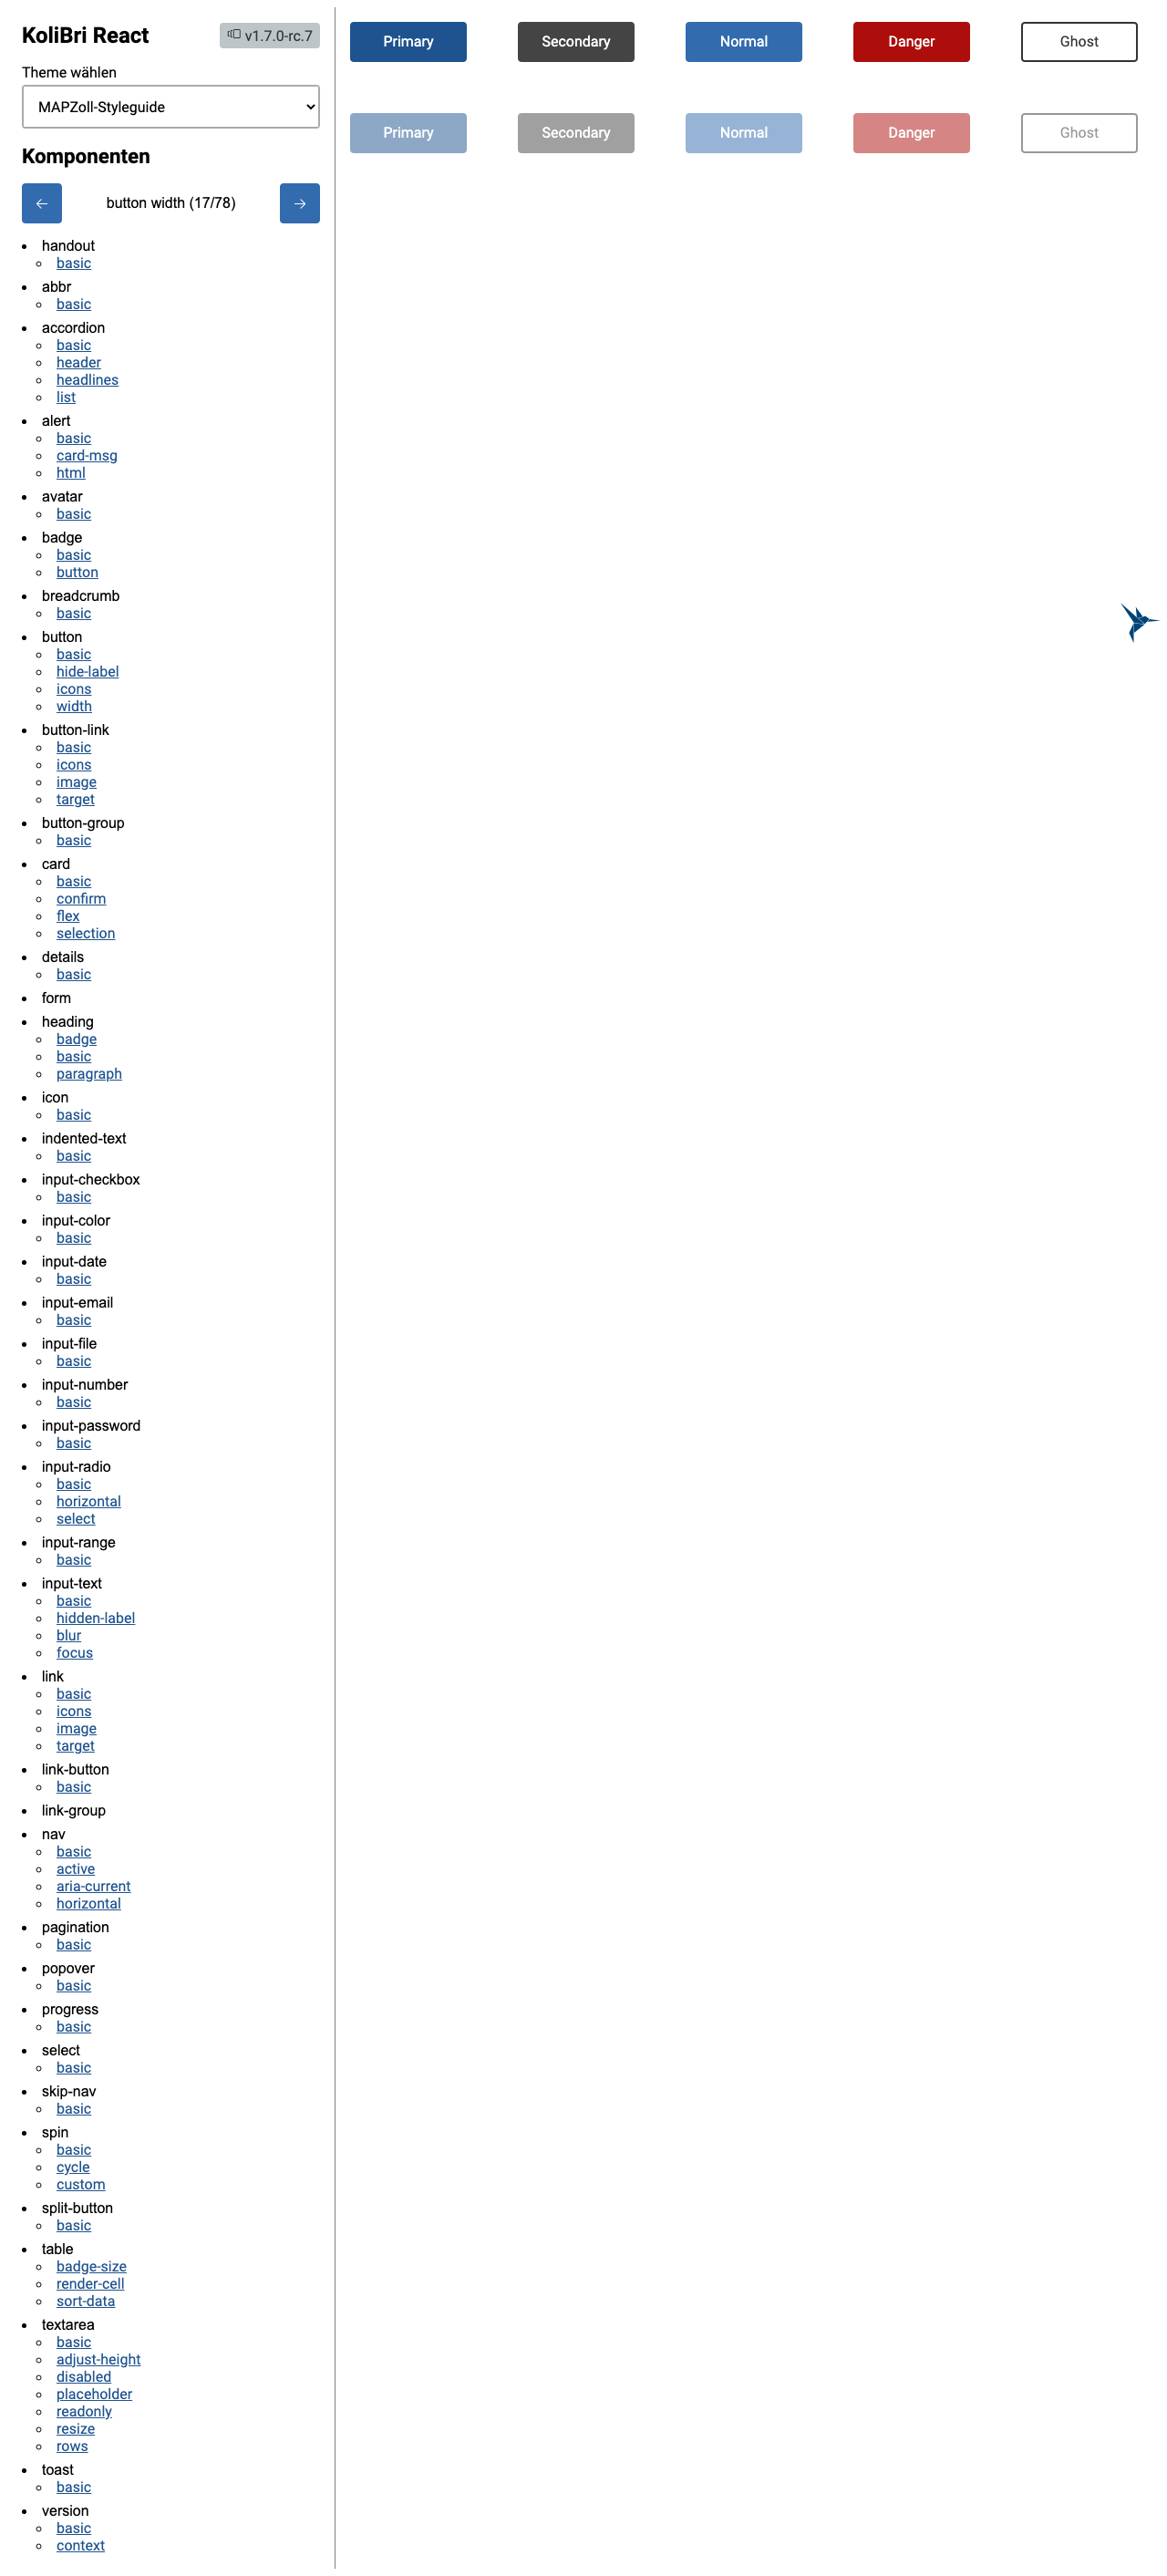 KoliBri React
v1.7.0-rc.7
Theme wählen
MAPZoll-Styleguide
Komponenten
button width (17/78)
handout
basic
abbr
basic
accordion
basic
header
headlines
list
alert
basic
card-msg
html
avatar
basic
badge
basic
button
breadcrumb
basic
button
basic
hide-label
icons
width
button-link
basic
icons
image
target
button-group
basic
card
basic
confirm
flex
selection
details
basic
form
heading
badge
basic
paragraph
icon
basic
indented-text
basic
input-checkbox
basic
input-color
basic
input-date
basic
input-email
basic
input-file
basic
input-number
basic
input-password
basic
input-radio
basic
horizontal
select
input-range
basic
input-text
basic
hidden-label
blur
focus
link
basic
icons
image
target
link-button
basic
link-group
nav
basic
active
aria-current
horizontal
pagination
basic
popover
basic
progress
basic
select
basic
skip-nav
basic
spin
basic
cycle
custom
split-button
basic
table
badge-size
render-cell
sort-data
textarea
basic
adjust-height
disabled
placeholder
readonly
resize
rows
toast
basic
version
basic
context
Primary Secondary Normal Danger Ghost
Primary Secondary Normal Danger Ghost